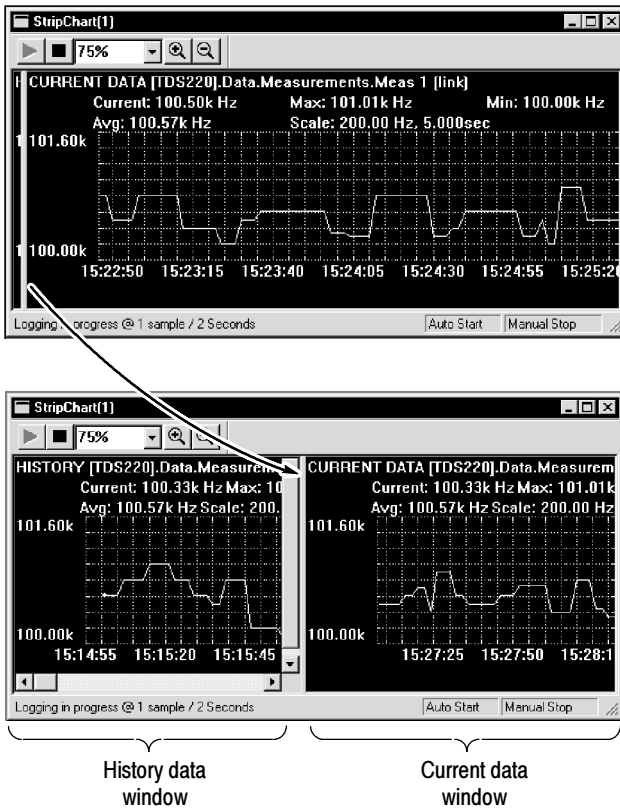 StripChart(1)
75%
CURRENT DATA [TDS220].Data.Measurements.Meas 1 (link)
Current: 100.50k Hz Max: 101.01k Hz Min: 100.00k Hz
Avg: 100.57k Hz Scale: 200.00 Hz, 5.000sec
101.60k
100.00k
15:22:50 15:23:15 15:23:40 15:24:05 15:24:30 15:24:55 15:25:20
Logging in progress @ 1 sample / 2 Seconds Auto Start Manual Stop
StripChart(1)
75%
HISTORY [TDS220].Data.Measurem CURRENT DATA [TDS220].Data.Measurem
Current: 100.33k Hz Max: 10 Current: 100.33k Hz Max: 101.01k
Avg: 100.57k Hz Scale: 200. Avg: 100.57k Hz Scale: 200.00 Hz
101.60k 101.60k
100.00k 100.00k
15:14:55 15:15:20 15:15:45 15:27:25 15:27:50 15:28:1
Logging in progress @ 1 sample / 2 Seconds Auto Start Manual Stop
History data
window
Current data
window